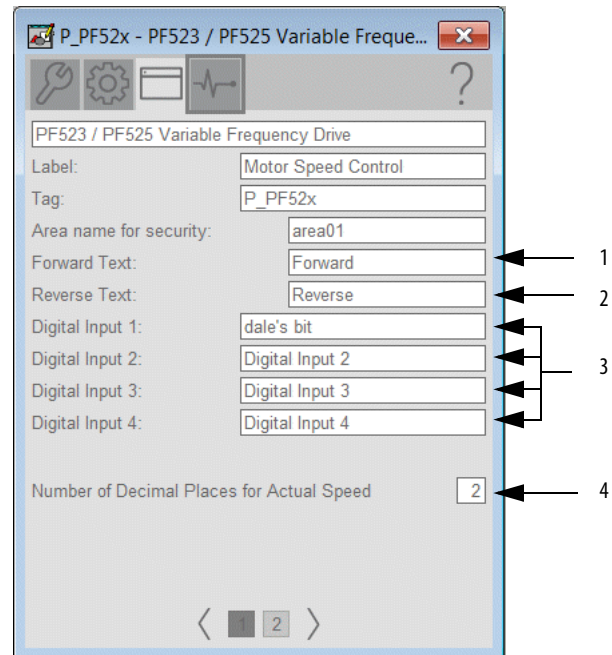 P_PF52x - PF523 / PF525 Variable Freque...
PF523 / PF525 Variable Frequency Drive
Label: Motor Speed Control
Tag: P_PF52x
Area name for security: area01
Forward Text: Forward 1
Reverse Text: Reverse 2
Digital Input 1: dale's bit
Digital Input 2: Digital Input 2
3
Digital Input 3: Digital Input 3
Digital Input 4: Digital Input 4
Number of Decimal Places for Actual Speed 2 4
1 2